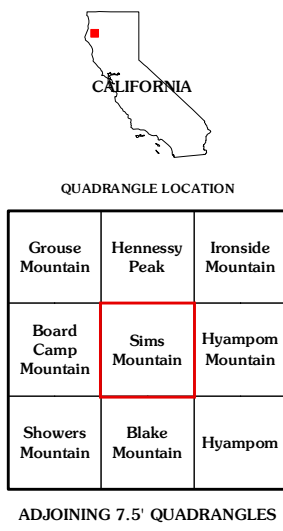 CALIFORNIA
QUADRANGLE LOCATION
Grouse
Mountain
Hennessy
Peak
Ironside
Mountain
Board
Camp
Mountain
Sims
Mountain
Hyampom
Mountain
Showers
Mountain
Blake
Mountain
Hyampom
ADJOINING 7.5' QUADRANGLES